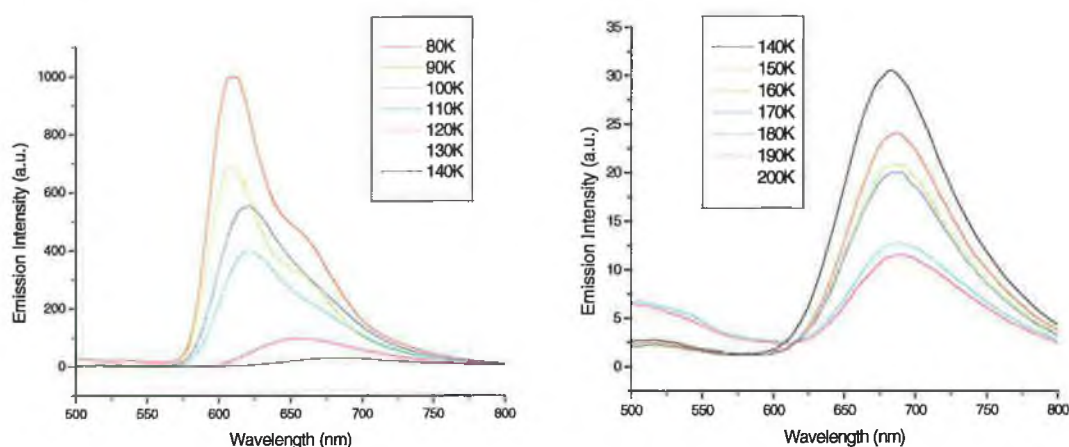 80K
90K
100K
110K
120K
130K
140K
1000
800
600
400
200
0
Emission Intensity (a.u.)
500 550 600 650 700 750 800
Wavelength (nm)
140K
150K
160K
170K
180K
190K
200K
35
30
25
20
15
10
5
0
Emission Intensity (a.u.)
500 550 600 650 700 750 800
Wavelength (nm)